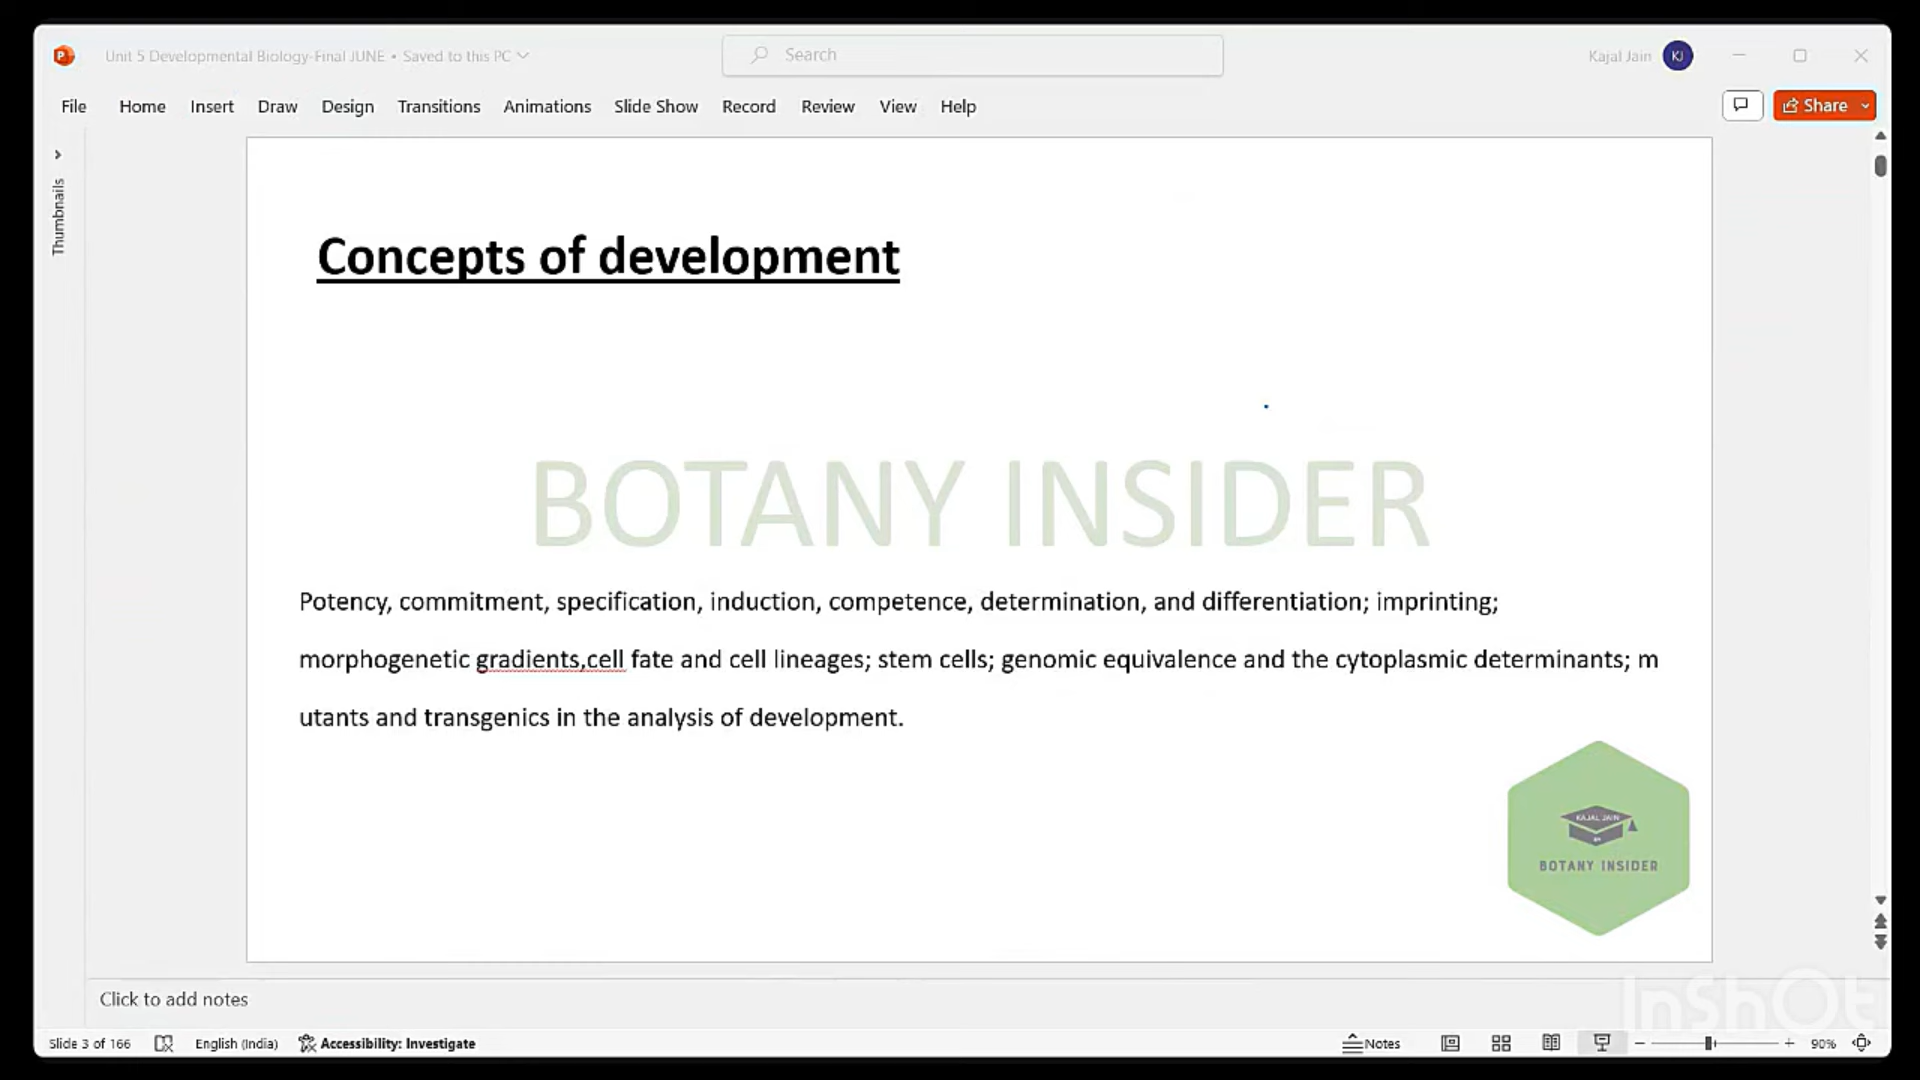 Unit 5 Developmental Biology-Final JUNE • Saved to this PC
Search
Kajal Jain
KJ
File
Home
Insert
Draw
Design
Transitions
Animations
Slide Show
Record
Review
View
Help
Share
Thumbnails
Concepts of development
BOTANY INSIDER
Potency, commitment, specification, induction, competence, determination, and differentiation; imprinting;
morphogenetic gradients,cell fate and cell lineages; stem cells; genomic equivalence and the cytoplasmic determinants; m
utants and transgenics in the analysis of development.
KAJAL JAIN
BOTANY INSIDER
Click to add notes
InShOt
Slide 3 of 166
English (India)
Accessibility: Investigate
Notes
90%